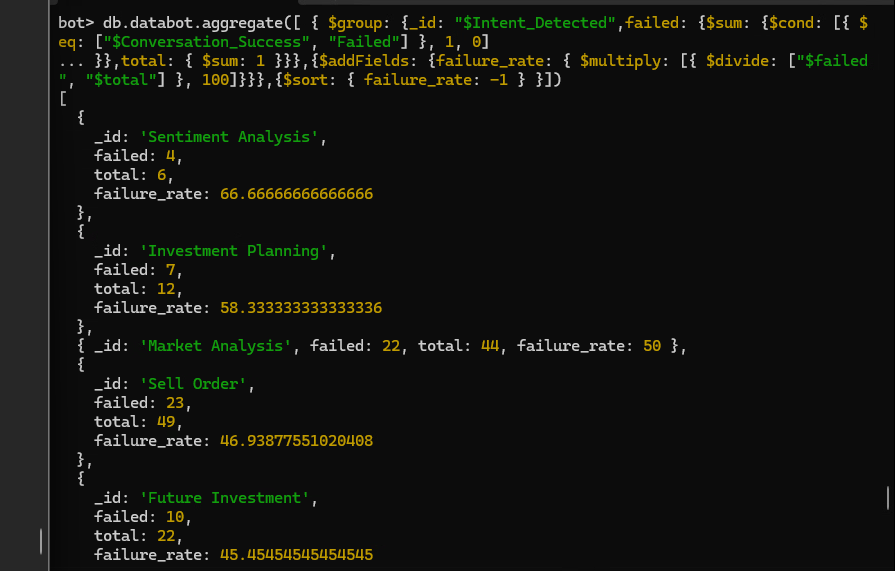 bot> db.databot.aggregate([ { $group: {_id: "$Intent_Detected",failed: {$sum: {$cond: [{ $
eq: ["$Conversation_Success", "Failed"] }, 1, 0]
... }},total: { $sum: 1 }}},{$addFields: {failure_rate: { $multiply: [{ $divide: ["$failed
", "$total"] }, 100]}}},{$sort: { failure_rate: -1 } }])
[
  {
    _id: 'Sentiment Analysis',
    failed: 4,
    total: 6,
    failure_rate: 66.66666666666666
  },
  {
    _id: 'Investment Planning',
    failed: 7,
    total: 12,
    failure_rate: 58.333333333333336
  },
  { _id: 'Market Analysis', failed: 22, total: 44, failure_rate: 50 },
  {
    _id: 'Sell Order',
    failed: 23,
    total: 49,
    failure_rate: 46.93877551020408
  },
  {
    _id: 'Future Investment',
    failed: 10,
    total: 22,
    failure_rate: 45.45454545454545